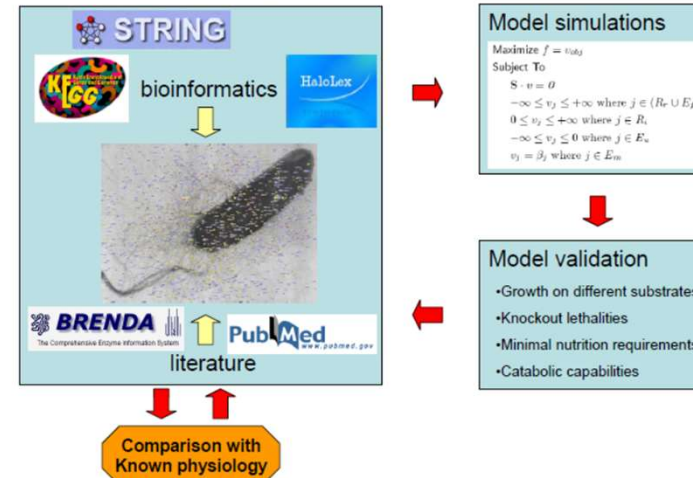 STRING
KEGG
bioinformatics
HaloLex
BRENDA
The Comprehensive Enzyme Information System
PubMed
www.pubmed.gov
literature
Comparison with
Known physiology
Model simulations
Maximize f = v_obj
Subject To
S · v = 0
−∞ ≤ v_j ≤ +∞ where j ∈ (R_r ∪ E_f
0 ≤ v_j ≤ +∞ where j ∈ R_i
−∞ ≤ v_j ≤ 0 where j ∈ E_u
v_j = β_j where j ∈ E_m
Model validation
•Growth on different substrates
•Knockout lethalities
•Minimal nutrition requirements
•Catabolic capabilities